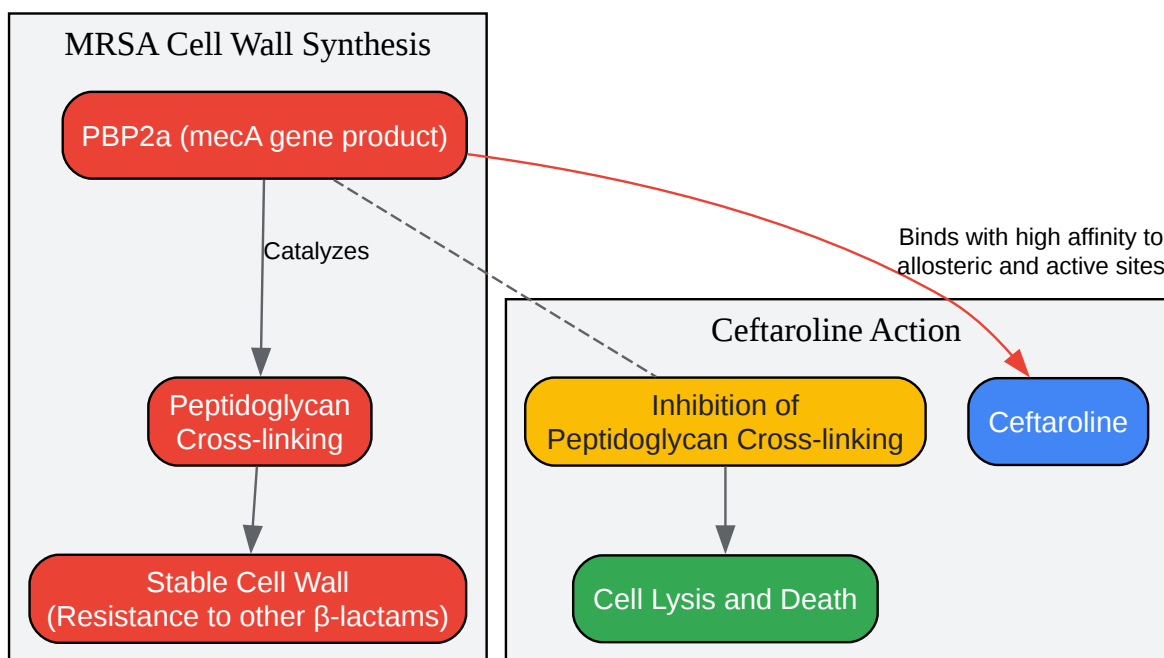 MRSA Cell Wall Synthesis
PBP2a (mecA gene product)
Catalyzes
Binds with high affinity to
allosteric and active sites
Ceftaroline Action
Peptidoglycan
Cross-linking
Inhibition of
Peptidoglycan Cross-linking
Ceftaroline
Stable Cell Wall
(Resistance to other β-lactams)
Cell Lysis and Death